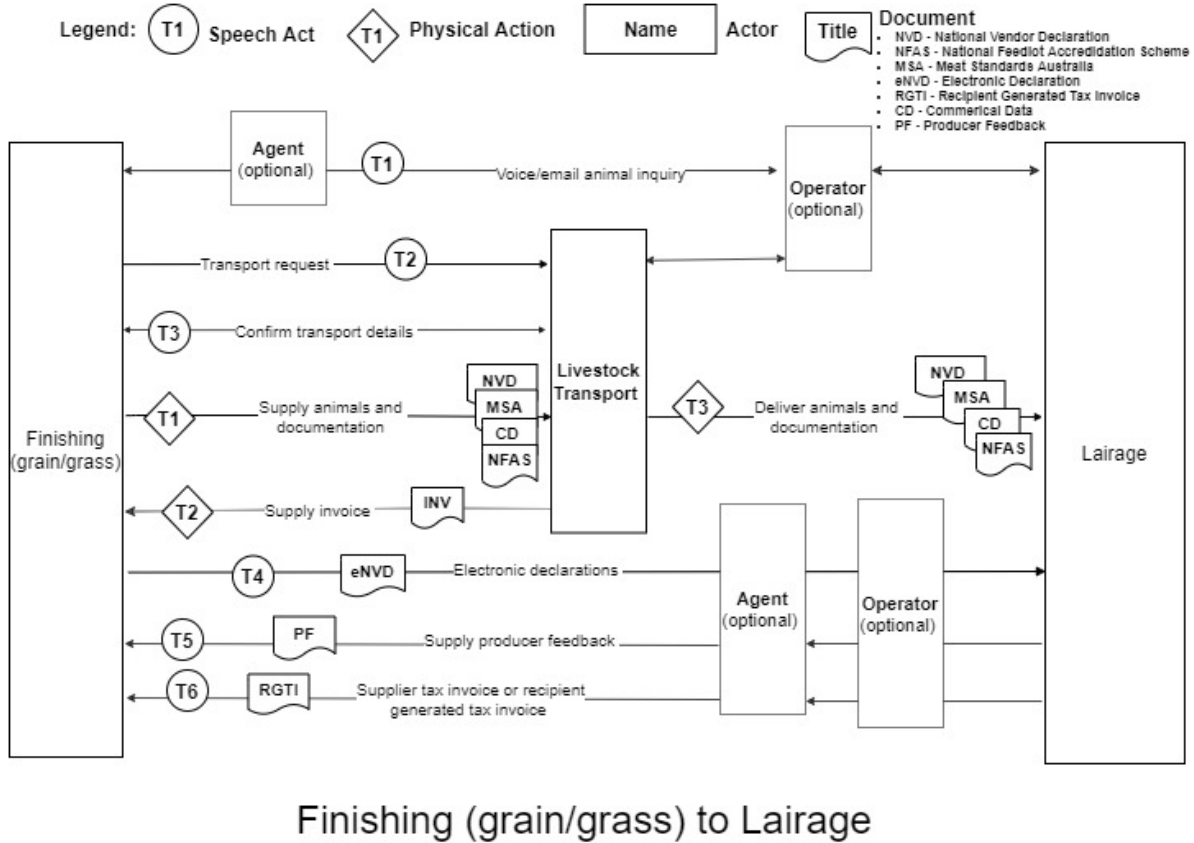 Legend: T1 Speech Act T1 Physical Action Name Actor Title Document
• NVD - National Vendor Declaration
• NFAS - National Feedlot Accredidation Scheme
• MSA - Meat Standards Australia
• eNVD - Electronic Declaration
• RGTI - Recipient Generated Tax Invoice
• CD - Commerical Data
• PF - Producer Feedback
Agent
(optional)
T1
Voice/email animal inquiry
Operator
(optional)
Transport request
T2
T3
Confirm transport details
Livestock
Transport
Finishing
(grain/grass)
T1
Supply animals and
documentation
NVD
MSA
CD
NFAS
T3
Deliver animals and
documentation
NVD
MSA
CD
NFAS
Lairage
T2
Supply invoice
INV
T4
eNVD
Electronic declarations
Agent
(optional)
Operator
(optional)
T5
PF
Supply producer feedback
T6
RGTI
Supplier tax invoice or recipient
generated tax invoice
Finishing (grain/grass) to Lairage